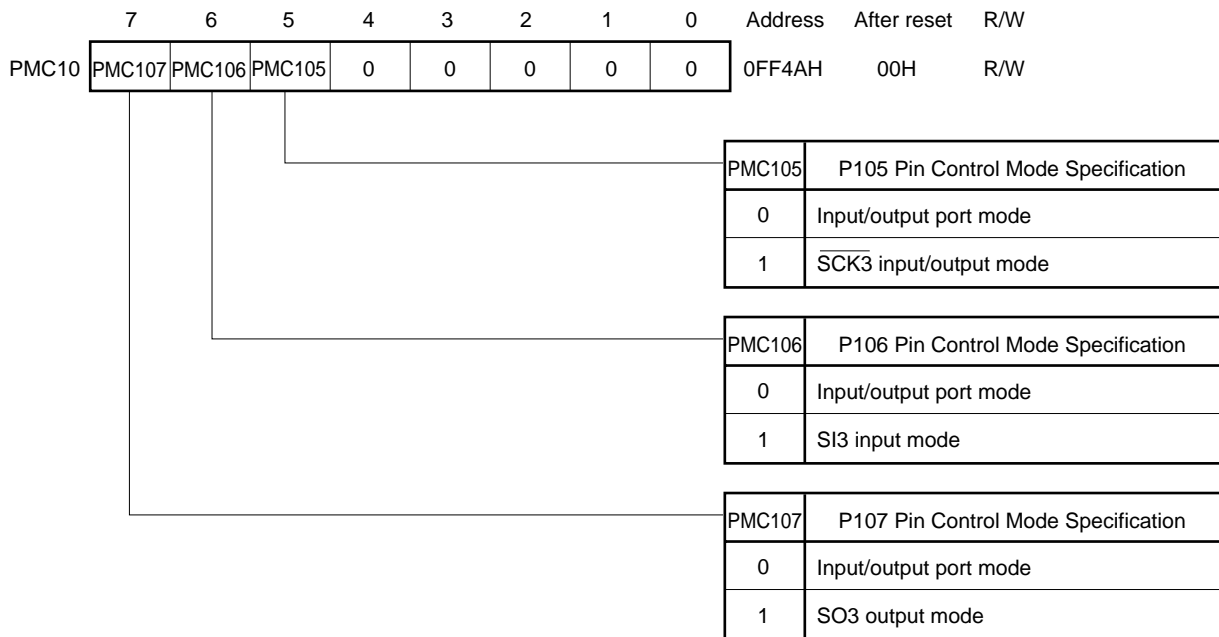 7 6 5 4 3 2 1 0 Address After reset R/W
PMC10 PMC107 PMC106 PMC105 0 0 0 0 0 0FF4AH 00H R/W
PMC105 P105 Pin Control Mode Specification
0 Input/output port mode
1 S̅C̅K̅3̅ input/output mode
PMC106 P106 Pin Control Mode Specification
0 Input/output port mode
1 SI3 input mode
PMC107 P107 Pin Control Mode Specification
0 Input/output port mode
1 SO3 output mode